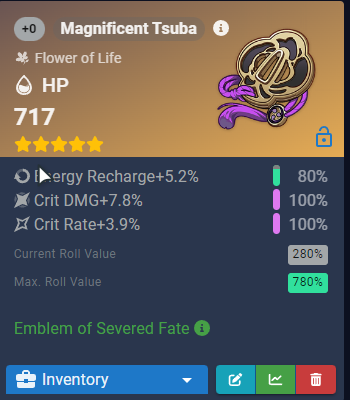 +0 Magnificent Tsuba
Flower of Life
HP
717
Energy Recharge+5.2% 80%
Crit DMG+7.8% 100%
Crit Rate+3.9% 100%
Current Roll Value 280%
Max. Roll Value 780%
Emblem of Severed Fate
Inventory